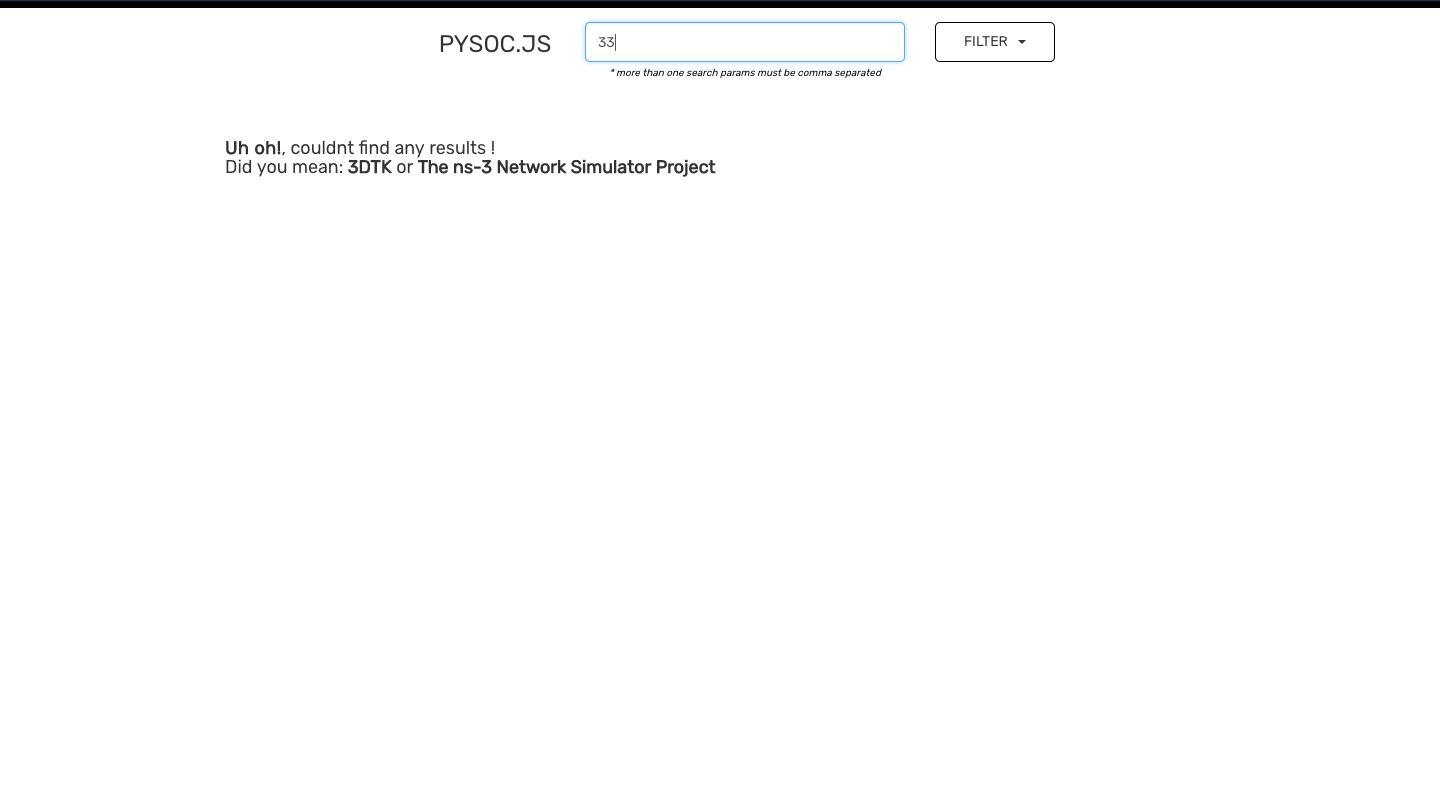 PYSOC.JS
33
FILTER
* more than one search params must be comma separated
Uh oh!, couldnt find any results !
Did you mean: 3DTK or The ns-3 Network Simulator Project